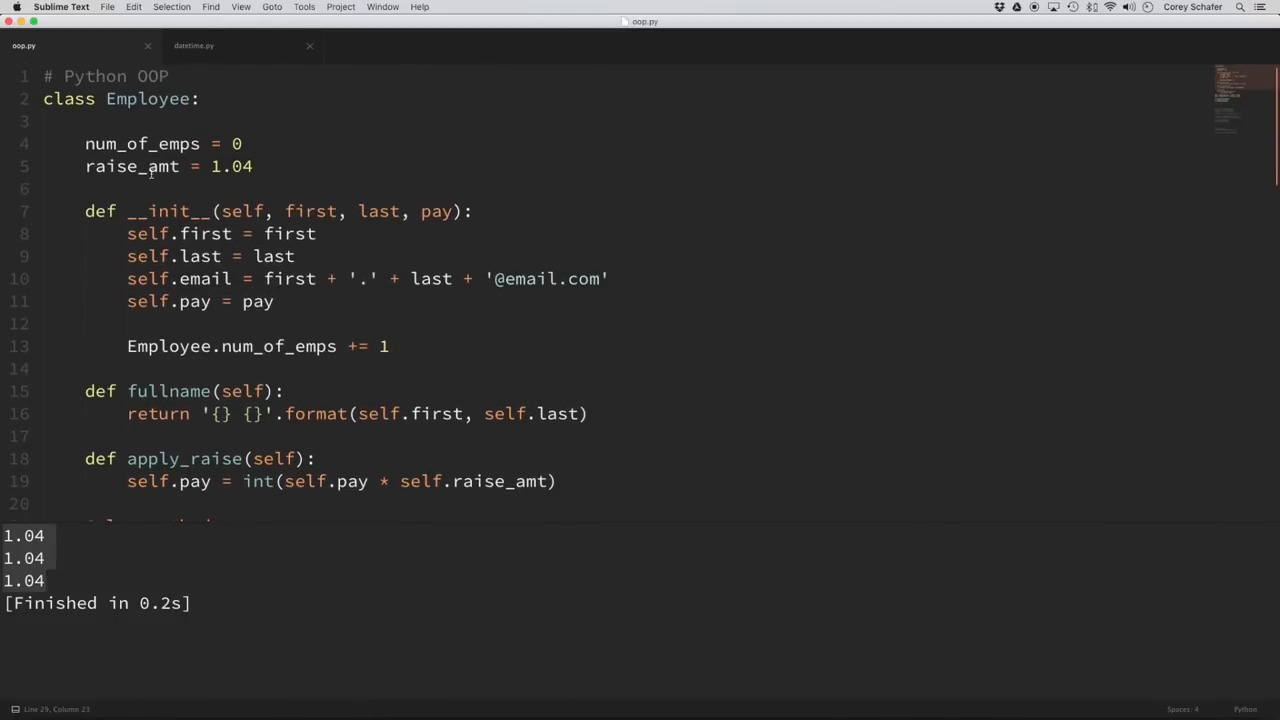 Sublime Text File Edit Selection Find View Goto Tools Project Window Help Corey Schafer
oop.py
oop.py datetime.py
1 # Python OOP
2 class Employee:
3
4 num_of_emps = 0
5 raise_amt = 1.04
6
7 def __init__(self, first, last, pay):
8 self.first = first
9 self.last = last
10 self.email = first + '.' + last + '@email.com'
11 self.pay = pay
12
13 Employee.num_of_emps += 1
14
15 def fullname(self):
16 return '{} {}'.format(self.first, self.last)
17
18 def apply_raise(self):
19 self.pay = int(self.pay * self.raise_amt)
20
1.04
1.04
1.04
[Finished in 0.2s]
Line 29, Column 23 Spaces: 4 Python